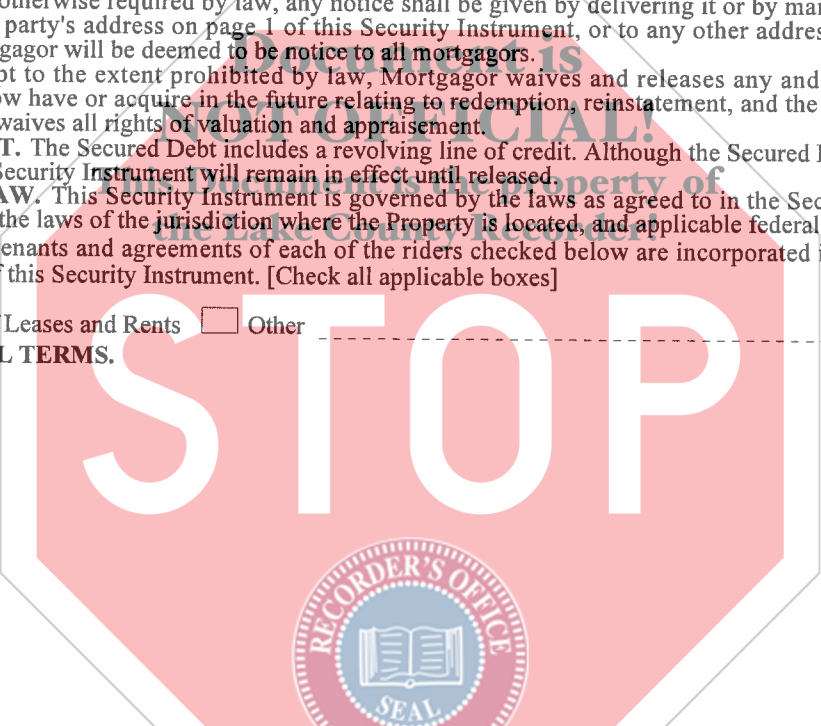 otherwise required by law, any notice shall be given by delivering it or by
party's address on page 1 of this Security Instrument, or to any other
gagor will be deemed to be notice to all mortgagors.
pt to the extent prohibited by law, Mortgagor waives and releases any and
ow have or acquire in the future relating to redemption, reinstatement, and the
waives all rights of valuation and appraisement.
T. The Secured Debt includes a revolving line of credit. Although the Secured
Security Instrument will remain in effect until released.
AW. This Security Instrument is governed by the laws as agreed to in the Sec
the laws of the jurisdiction where the Property is located, and applicable federal
enants and agreements of each of the riders checked below are incorporated
this Security Instrument. [Check all applicable boxes]
Leases and Rents Other
L TERMS.
Document is
NOT OFFICIAL!
This Document is the property of
the Lake County Recorder!
STOP
RECORDER'S OFFICE
SEAL